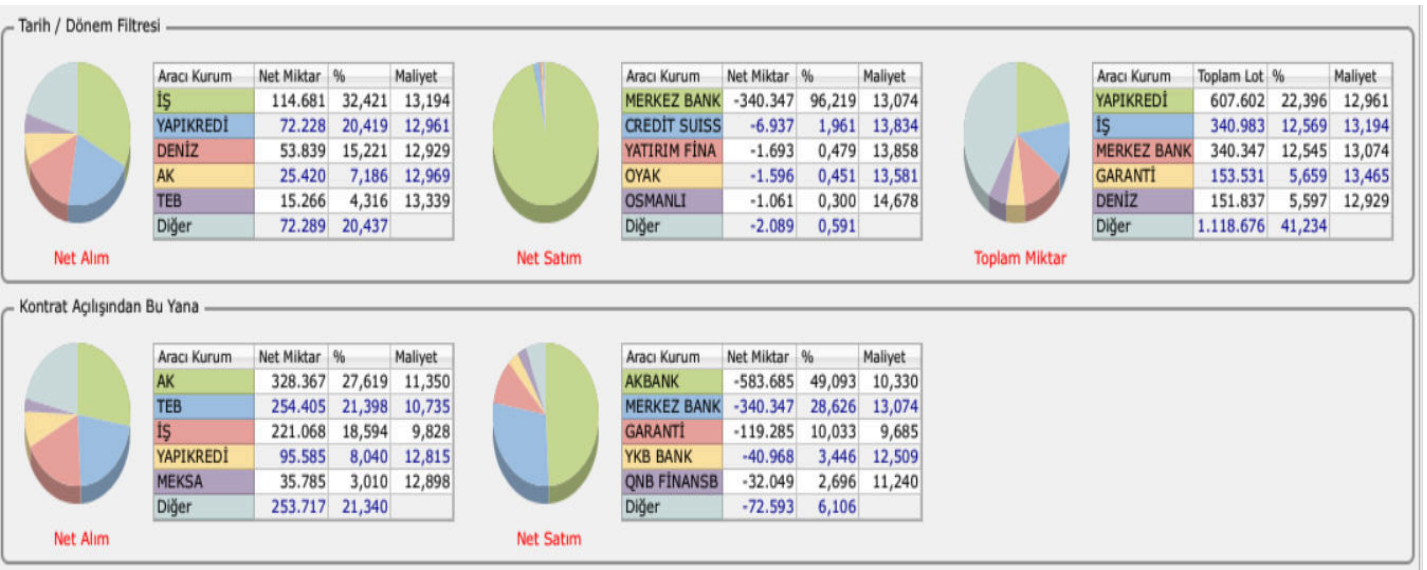 Tarih / Dönem Filtresi
Aracı Kurum Net Miktar % Maliyet
İŞ 114.681 32,421 13,194
YAPIKREDİ 72.228 20,419 12,961
DENİZ 53.839 15,221 12,929
AK 25.420 7,186 12,969
TEB 15.266 4,316 13,339
Diğer 72.289 20,437
Net Alım
Aracı Kurum Net Miktar % Maliyet
MERKEZ BANK -340.347 96,219 13,074
CREDİT SUISS -6.937 1,961 13,834
YATIRIM FİNA -1.693 0,479 13,858
OYAK -1.596 0,451 13,581
OSMANLI -1.061 0,300 14,678
Diğer -2.089 0,591
Net Satım
Aracı Kurum Toplam Lot % Maliyet
YAPIKREDİ 607.602 22,396 12,961
İŞ 340.983 12,569 13,194
MERKEZ BANK 340.347 12,545 13,074
GARANTİ 153.531 5,659 13,465
DENİZ 151.837 5,597 12,929
Diğer 1.118.676 41,234
Toplam Miktar
Kontrat Açılışından Bu Yana
Aracı Kurum Net Miktar % Maliyet
AK 328.367 27,619 11,350
TEB 254.405 21,398 10,735
İŞ 221.068 18,594 9,828
YAPIKREDİ 95.585 8,040 12,815
MEKSA 35.785 3,010 12,898
Diğer 253.717 21,340
Net Alım
Aracı Kurum Net Miktar % Maliyet
AKBANK -583.685 49,093 10,330
MERKEZ BANK -340.347 28,626 13,074
GARANTİ -119.285 10,033 9,685
YKB BANK -40.968 3,446 12,509
QNB FİNANSB -32.049 2,696 11,240
Diğer -72.593 6,106
Net Satım